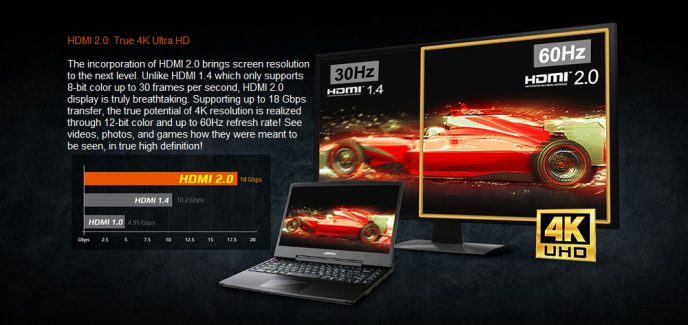 HDMI 2.0: True 4K Ultra HD
The incorporation of HDMI 2.0 brings screen resolution
to the next level. Unlike HDMI 1.4 which only supports
8-bit color up to 30 frames per second, HDMI 2.0
display is truly breathtaking. Supporting up to 18 Gbps
transfer, the true potential of 4K resolution is realized
through 12-bit color and up to 60Hz refresh rate! See
videos, photos, and games how they were meant to
be seen, in true high definition!
HDMI 2.0 18 Gbps
HDMI 1.4 10.2 Gbps
HDMI 1.0 4.95 Gbps
Gbps 2.5 5 7.5 10 12.5 15 17.5 20
30Hz
HDMI 1.4
60Hz
HDMI 2.0
4K
UHD